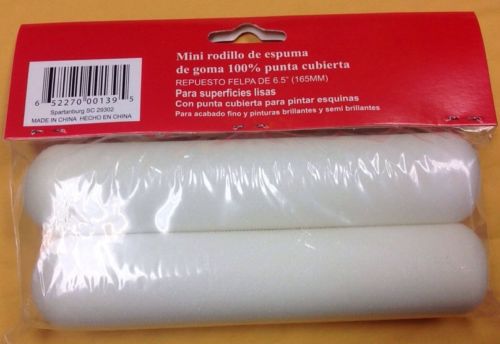 Mini rodillo de espuma
de goma 100% punta cubierta
REPUESTO FELPA DE 6.5" (165MM)
Para superficies lisas
Con punta cubierta para pintar esquinas
Para acabado fino y pinturas brillantes y semi brillantes
6 52270 00139 5
Spartanburg SC 29302
MADE IN CHINA HECHO EN CHINA